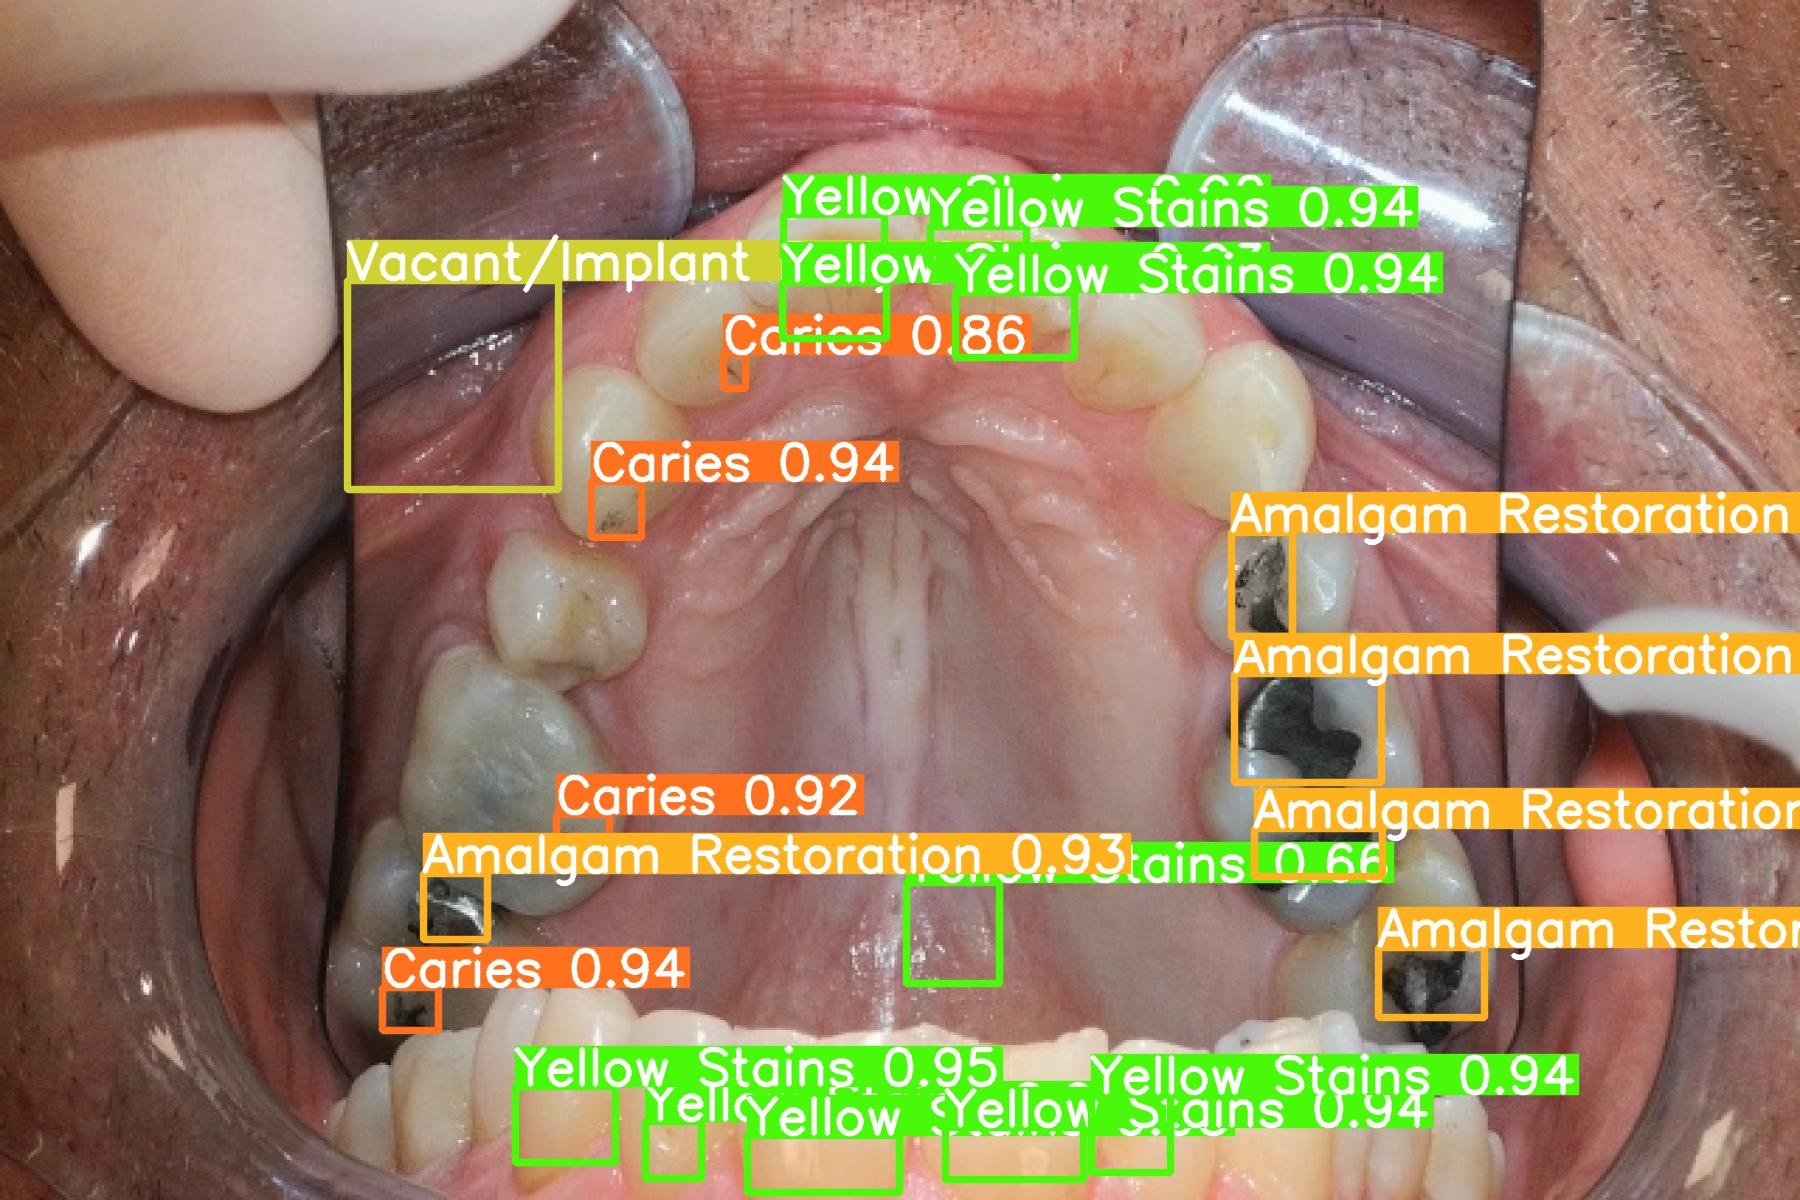 Yellow
Yellow Stains 0.94
Vacant/Implant
Yellow
Yellow Stains 0.94
Caries 0.86
Caries 0.94
Amalgam Restoration
Amalgam Restoration
Caries 0.92
Amalgam Restoration
Amalgam Restoration 0.93
Stains 0.66
Amalgam
Caries 0.94
Yellow Stains 0.95
Yellow Stains 0.94
Yellow
Yellow Stains 0.94